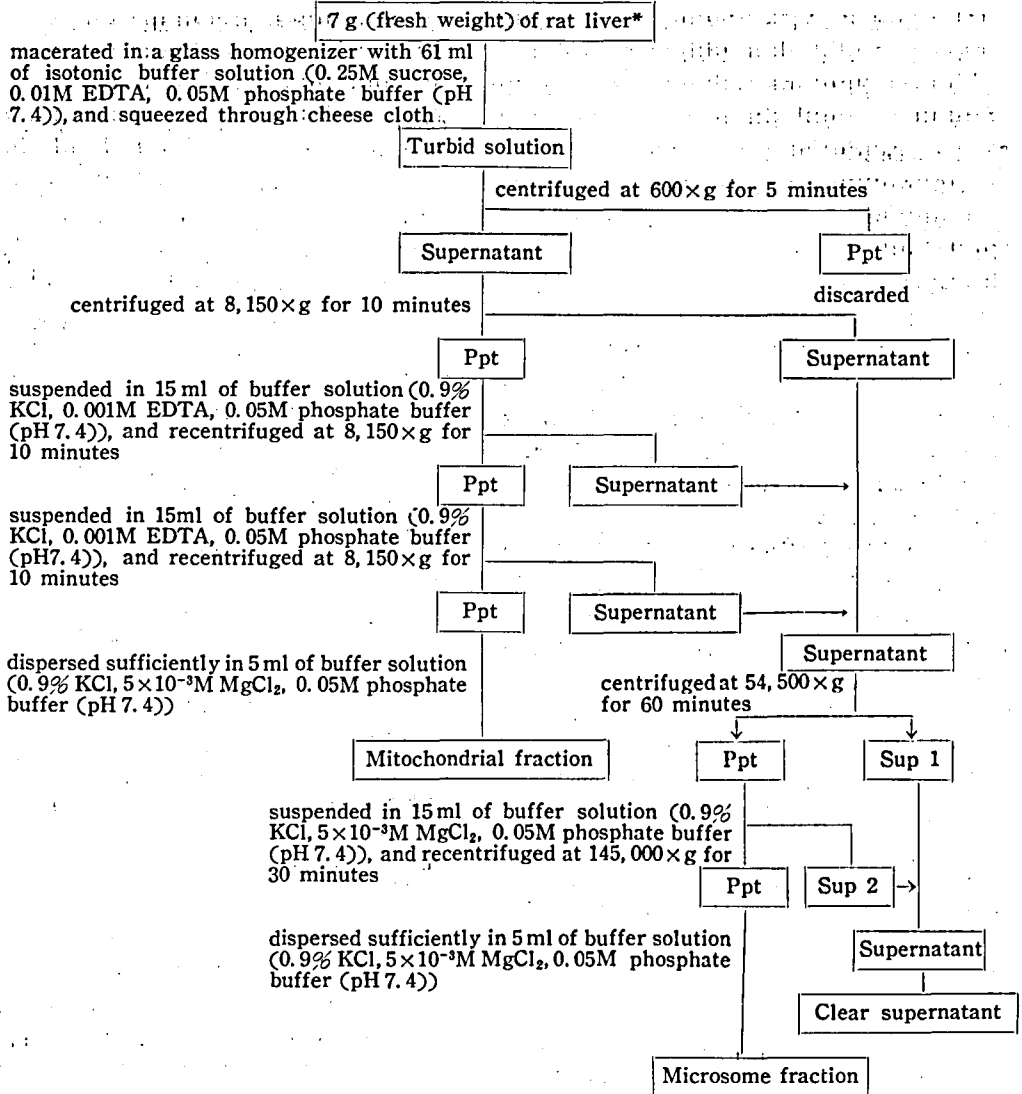 7 g (fresh weight) of rat liver*
macerated in a glass homogenizer with 61 ml
of isotonic buffer solution (0.25M sucrose,
0.01M EDTA, 0.05M phosphate buffer (pH
7.4)), and squeezed through cheese cloth.
Turbid solution
centrifuged at 600×g for 5 minutes
Supernatant
Ppt
discarded
centrifuged at 8,150×g for 10 minutes
Ppt
Supernatant
suspended in 15 ml of buffer solution (0.9%
KCl, 0.001M EDTA, 0.05M phosphate buffer
(pH 7.4)), and recentrifuged at 8,150×g for
10 minutes
Ppt
Supernatant
suspended in 15ml of buffer solution (0.9%
KCl, 0.001M EDTA, 0.05M phosphate buffer
(pH7.4)), and recentrifuged at 8,150×g for
10 minutes
Ppt
Supernatant
Supernatant
dispersed sufficiently in 5 ml of buffer solution
(0.9% KCl, 5×10⁻³M MgCl₂, 0.05M phosphate
buffer (pH 7.4))
centrifuged at 54,500×g
for 60 minutes
Mitochondrial fraction
Ppt
Sup 1
suspended in 15 ml of buffer solution (0.9%
KCl, 5×10⁻³M MgCl₂, 0.05M phosphate buffer
(pH 7.4)), and recentrifuged at 145,000×g for
30 minutes
Ppt
Sup 2
dispersed sufficiently in 5 ml of buffer solution
(0.9% KCl, 5×10⁻³M MgCl₂, 0.05M phosphate
buffer (pH 7.4))
Supernatant
Clear supernatant
Microsome fraction